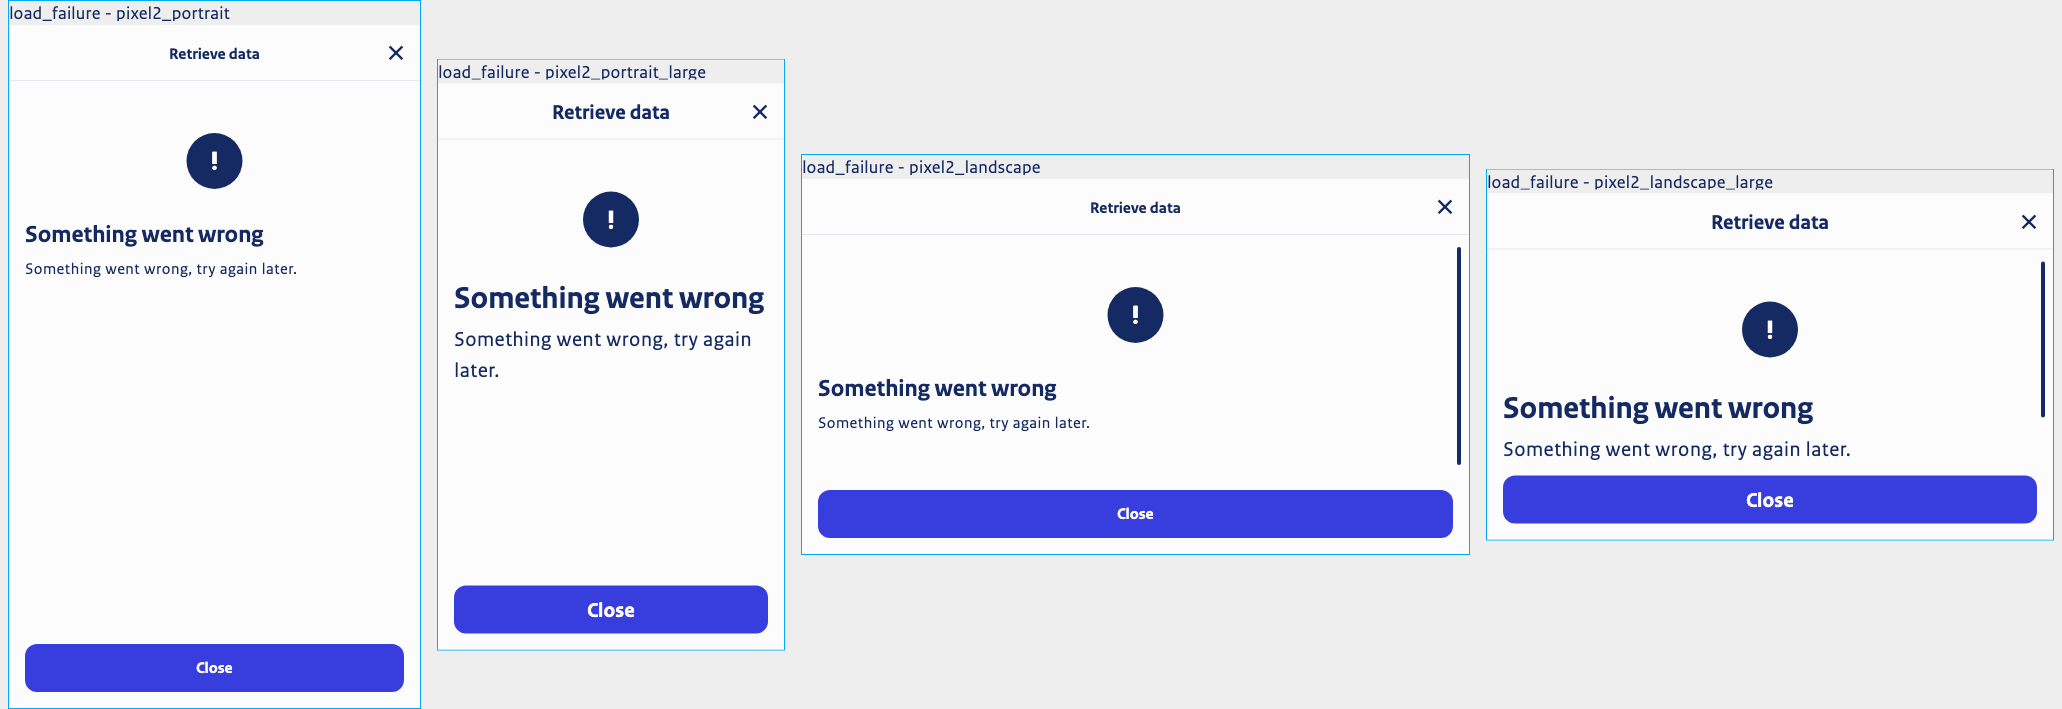 load_failure - pixel2_portrait
Retrieve data
!
Something went wrong
Something went wrong, try again later.
Close
load_failure - pixel2_portrait_large
Retrieve data
!
Something went wrong
Something went wrong, try again
later.
Close
load_failure - pixel2_landscape
Retrieve data
!
Something went wrong
Something went wrong, try again later.
Close
load_failure - pixel2_landscape_large
Retrieve data
!
Something went wrong
Something went wrong, try again later.
Close